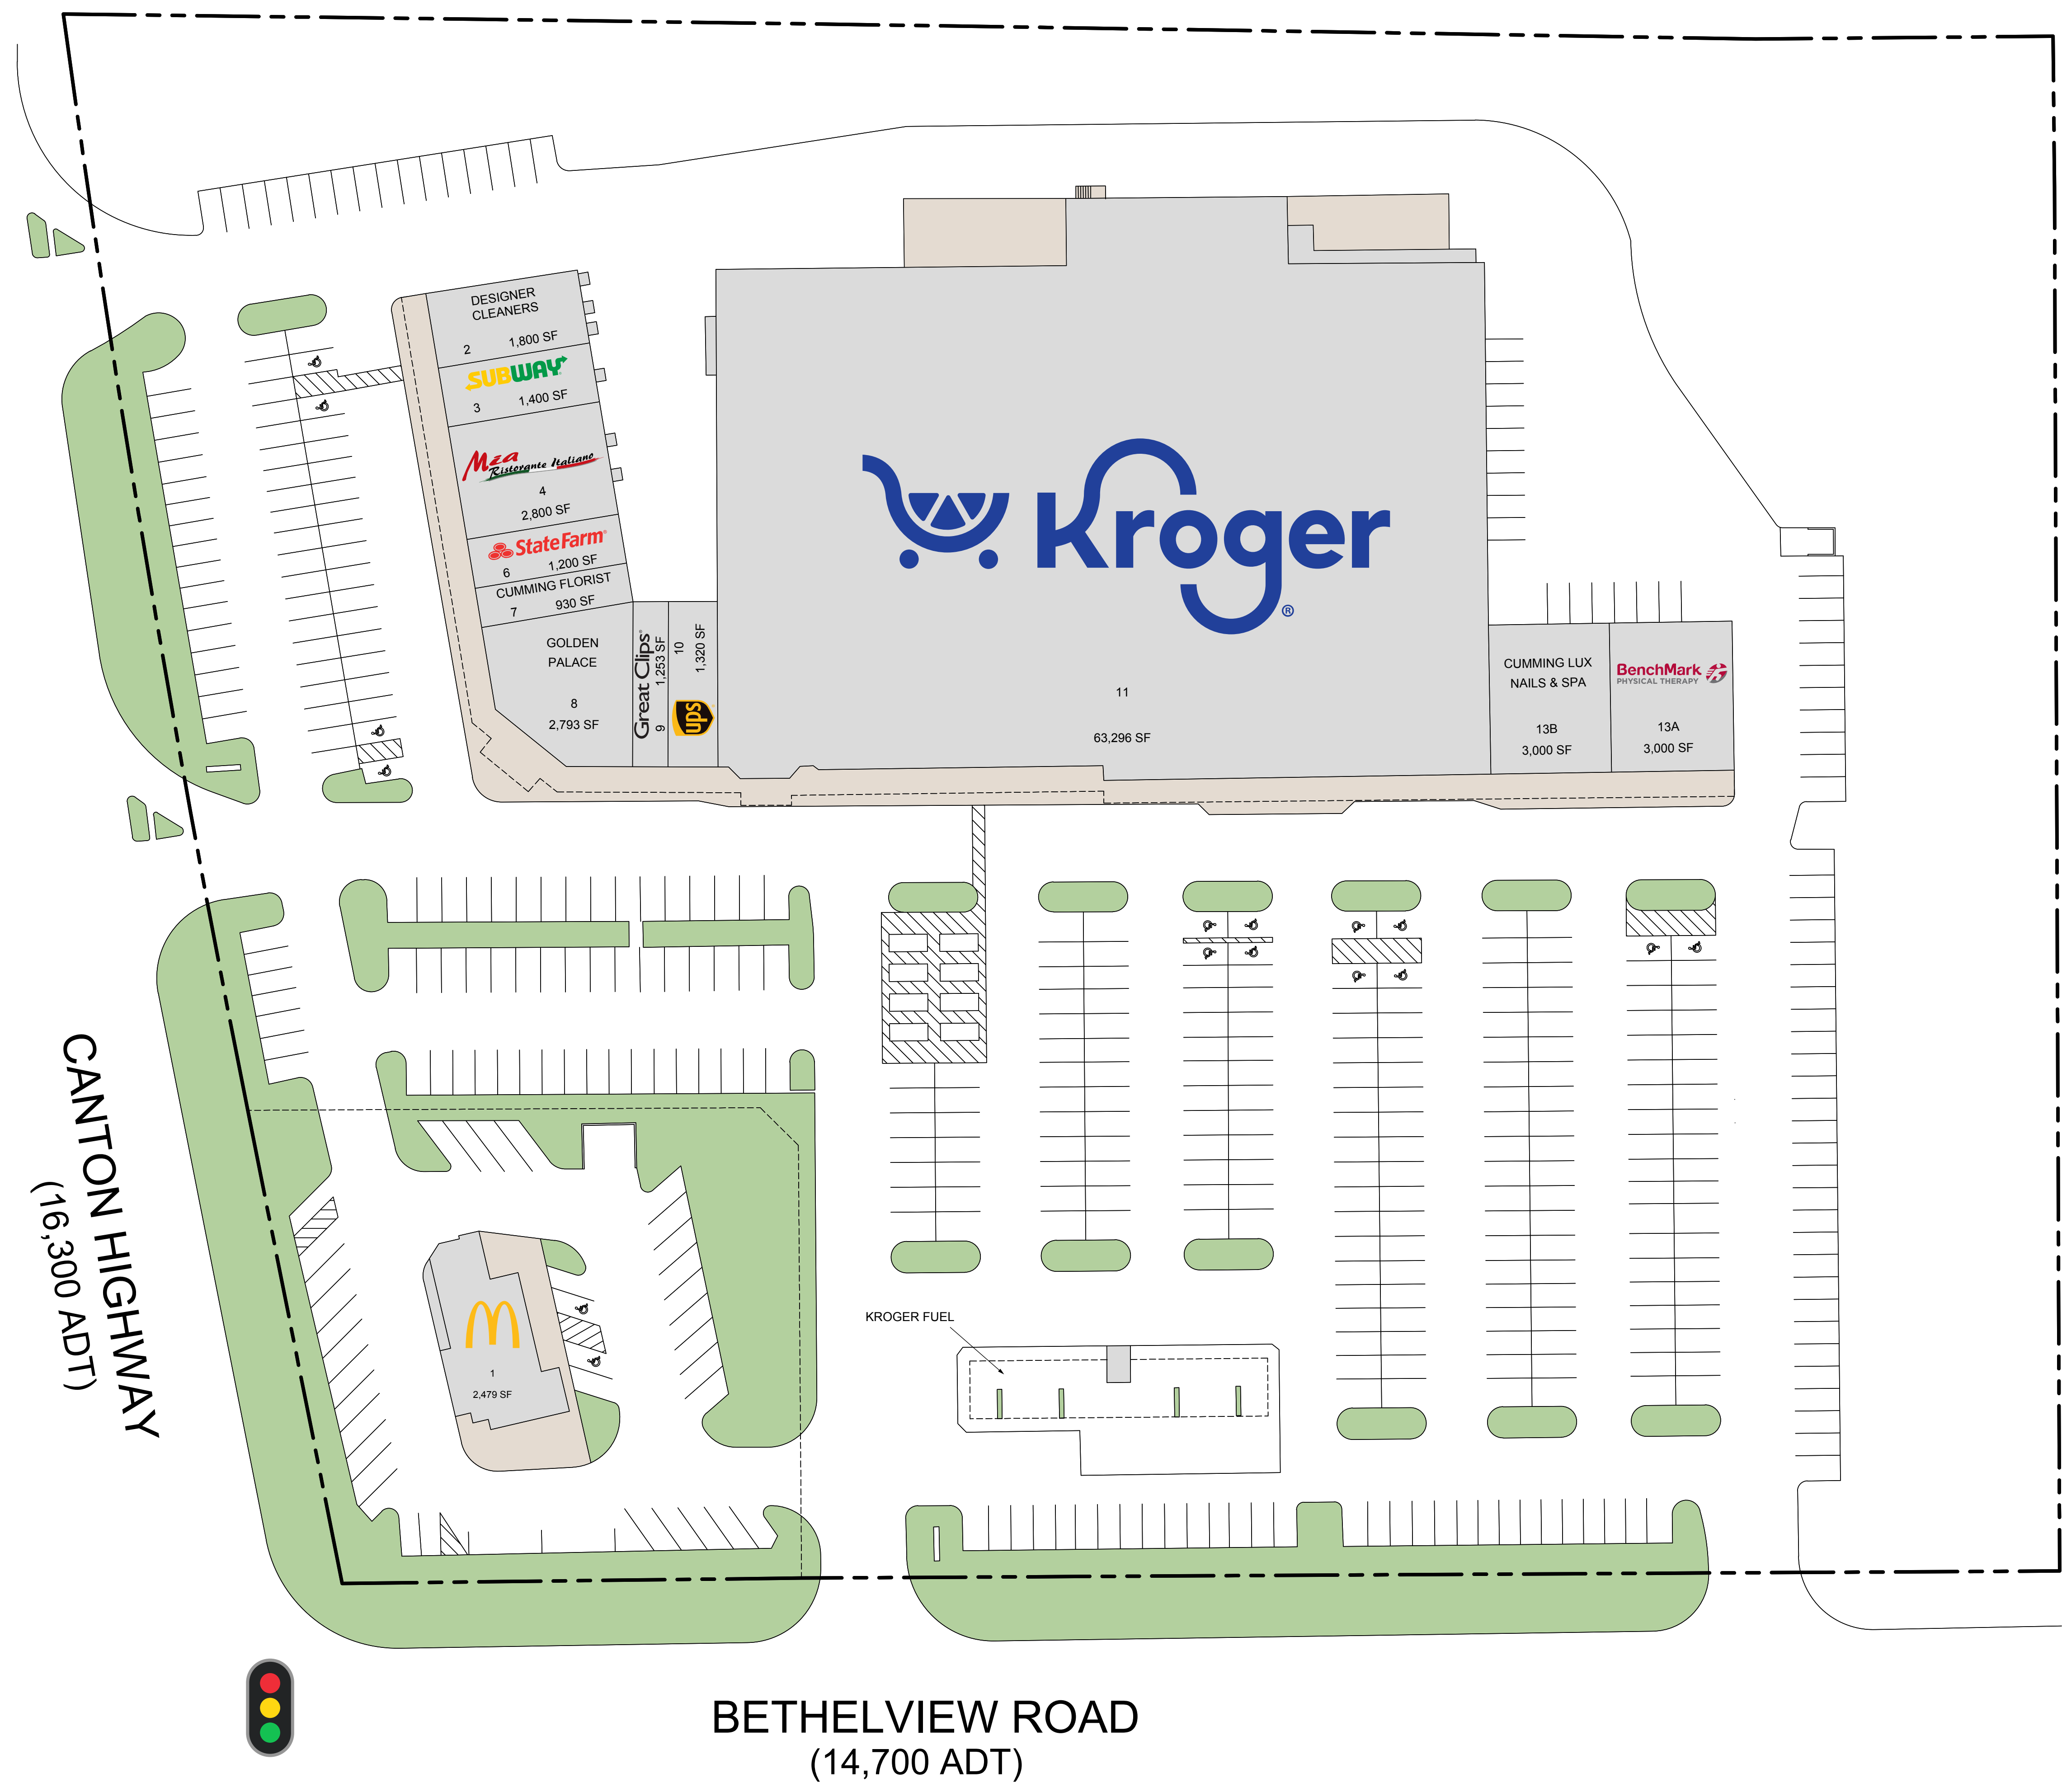 DESIGNER
CLEANERS
2 1,800 SF
SUBWAY
3 1,400 SF
Mia
Ristorante Italiano
4
2,800 SF
StateFarm®
6 1,200 SF
CUMMING FLORIST
7 930 SF
GOLDEN
PALACE
8
2,793 SF
Great Clips®
9 1,253 SF
ups
10 1,320 SF
Kroger®
11
63,296 SF
CUMMING LUX
NAILS & SPA
13B
3,000 SF
BenchMark
PHYSICAL THERAPY
13A
3,000 SF
KROGER FUEL
1
2,479 SF
CANTON HIGHWAY
(16,300 ADT)
BETHELVIEW ROAD
(14,700 ADT)